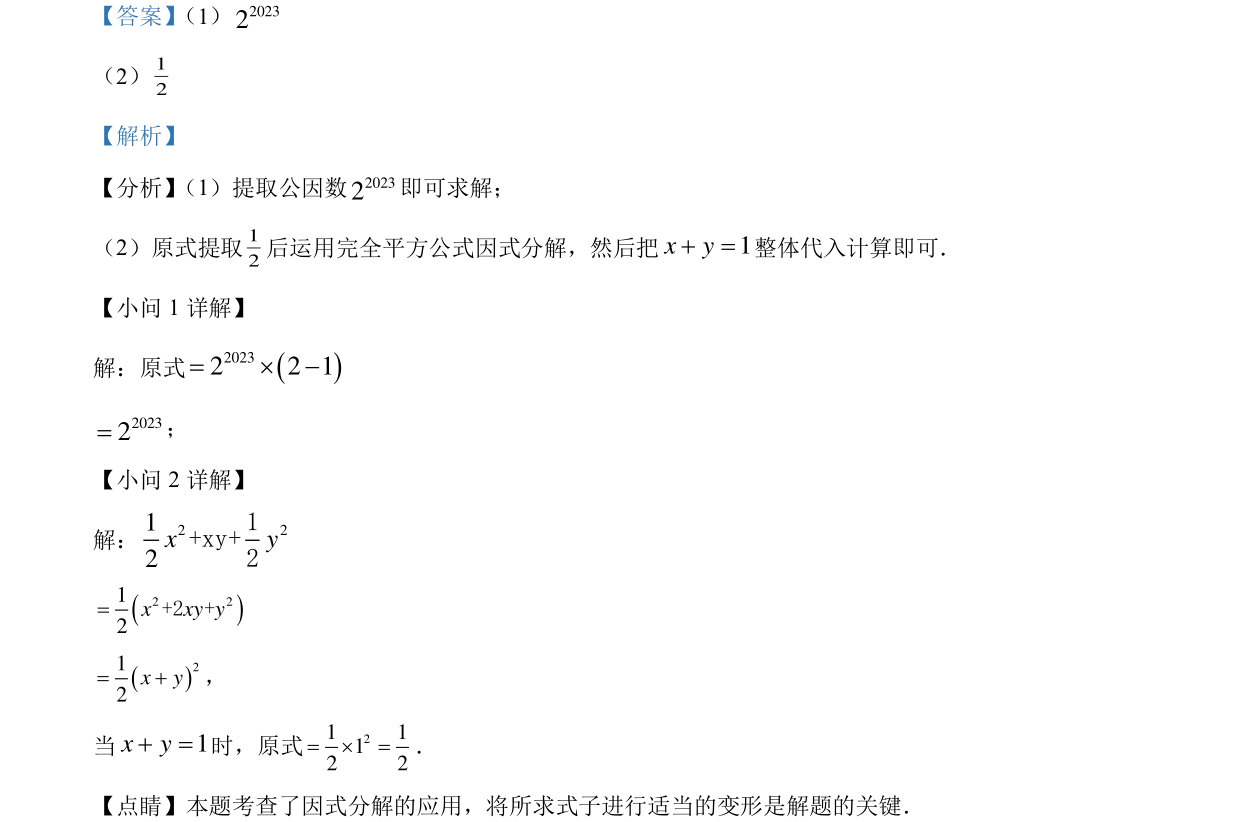 【答案】（1）2^2023
（2）1/2
【解析】
【分析】（1）提取公因数2^2023即可求解；
（2）原式提取1/2后运用完全平方公式因式分解，然后把 x+y=1整体代入计算即可．
【小问 1 详解】
解：原式=2^2023×(2−1)
=2^2023；
【小问 2 详解】
解：1/2 x^2+xy+1/2 y^2
=1/2(x^2+2xy+y^2)
=1/2(x+y)^2，
当 x+y=1时，原式=1/2×1^2=1/2．
【点睛】本题考查了因式分解的应用，将所求式子进行适当的变形是解题的关键．